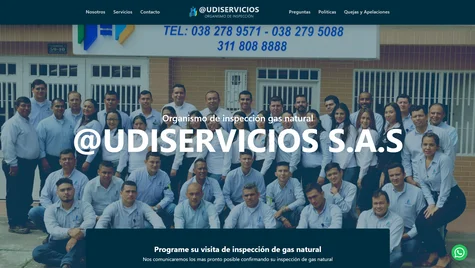 Nosotros Servicios Contacto @UDISERVICIOS Preguntas Políticas Quejas y Apelaciones
ORGANISMO DE INSPECCIÓN
TEL: 038 278 9571 - 038 279 5088
311 808 8888
Organismo de inspección gas natural
@UDISERVICIOS S.A.S
Programe su visita de inspección de gas natural
Nos comunicaremos los mas pronto posible confirmando su inspección de gas natural